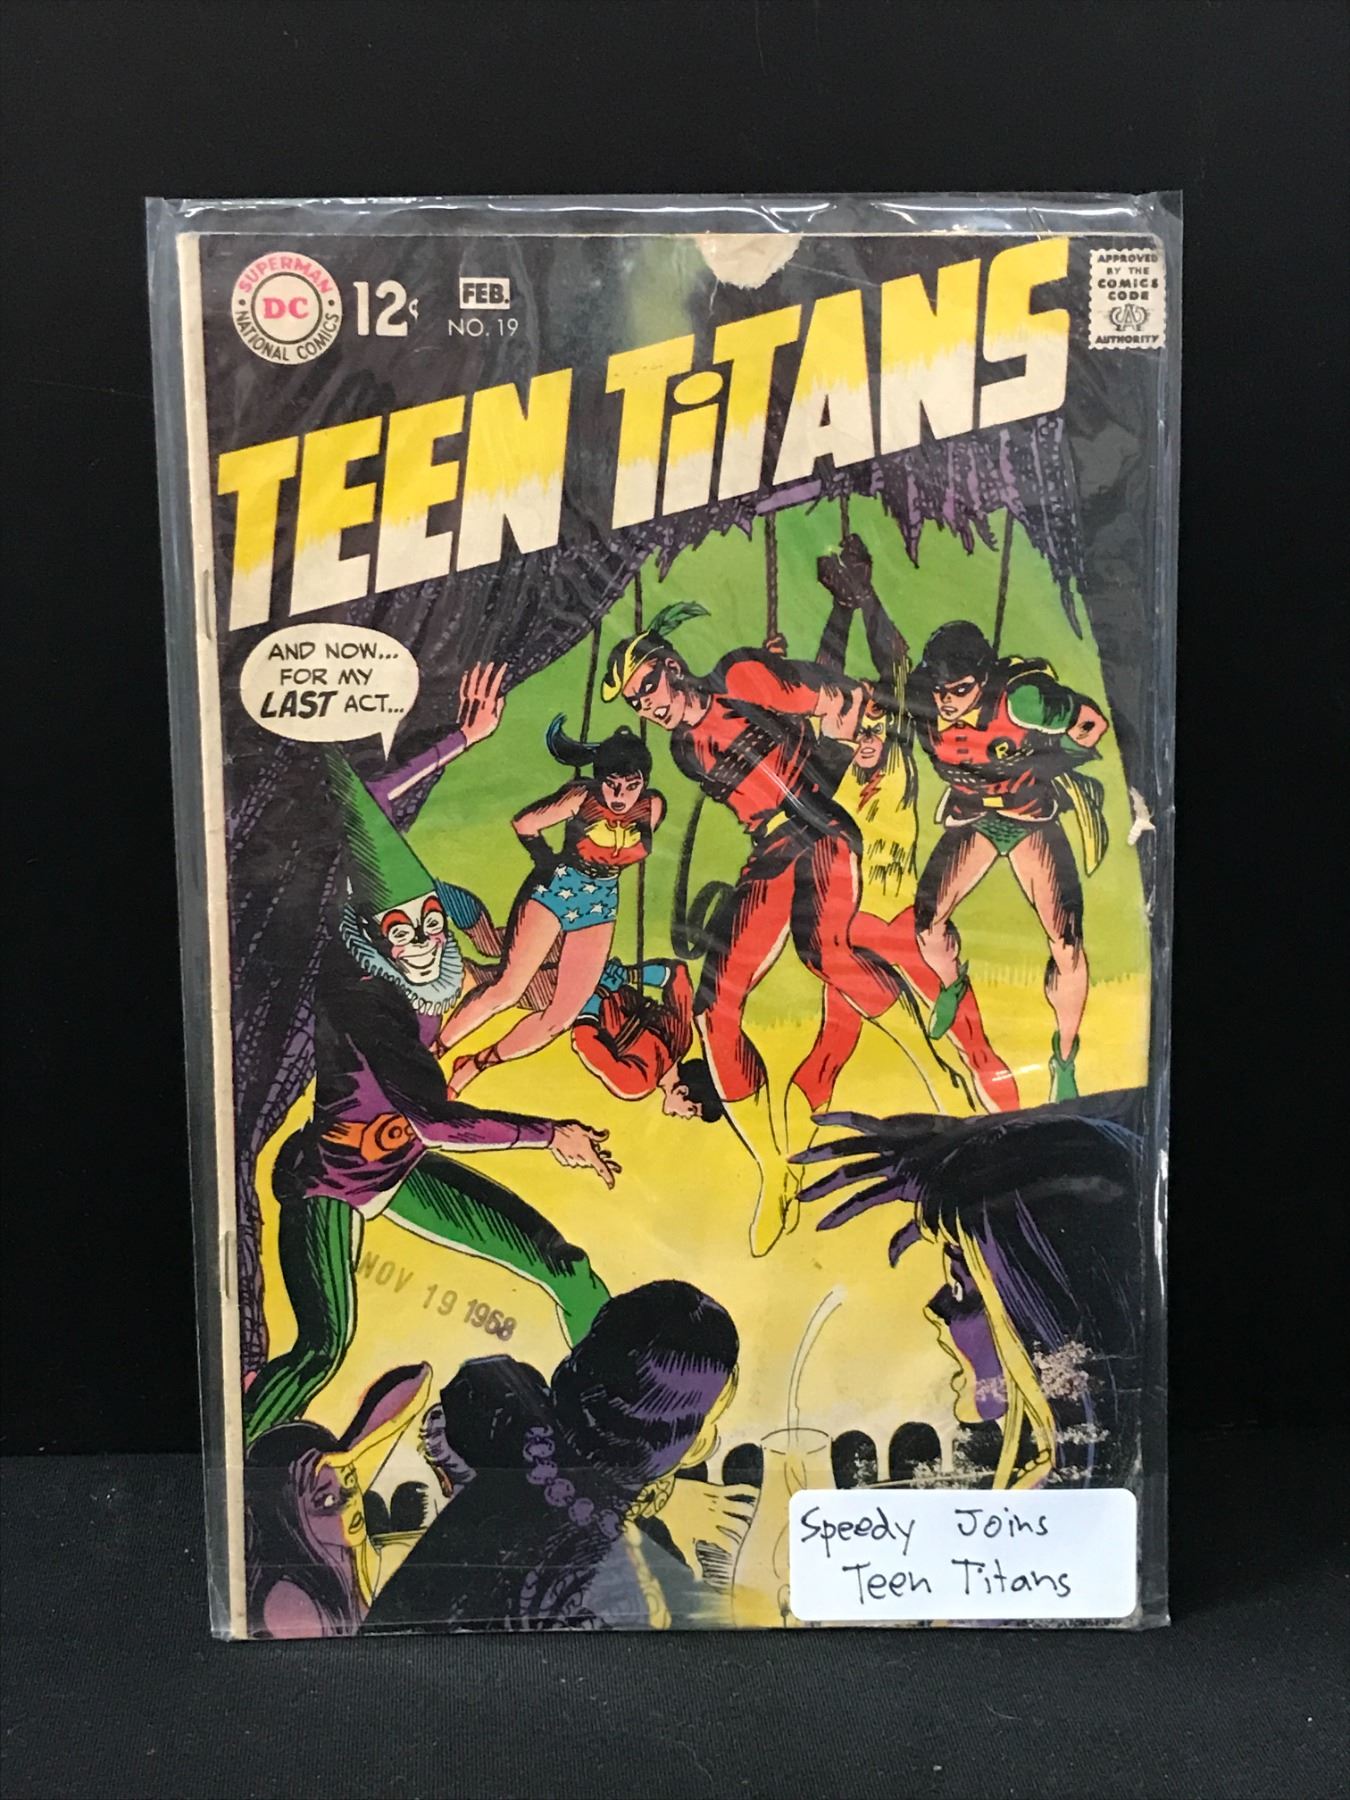 SUPERMAN
DC
NATIONAL COMICS
12¢
FEB.
NO. 19
APPROVED
BY THE
COMICS
CODE
CA
AUTHORITY
TEEN TiTANS
AND NOW...
FOR MY
LAST ACT...
R
NOV 19 1968
Speedy Joins
Teen Titans